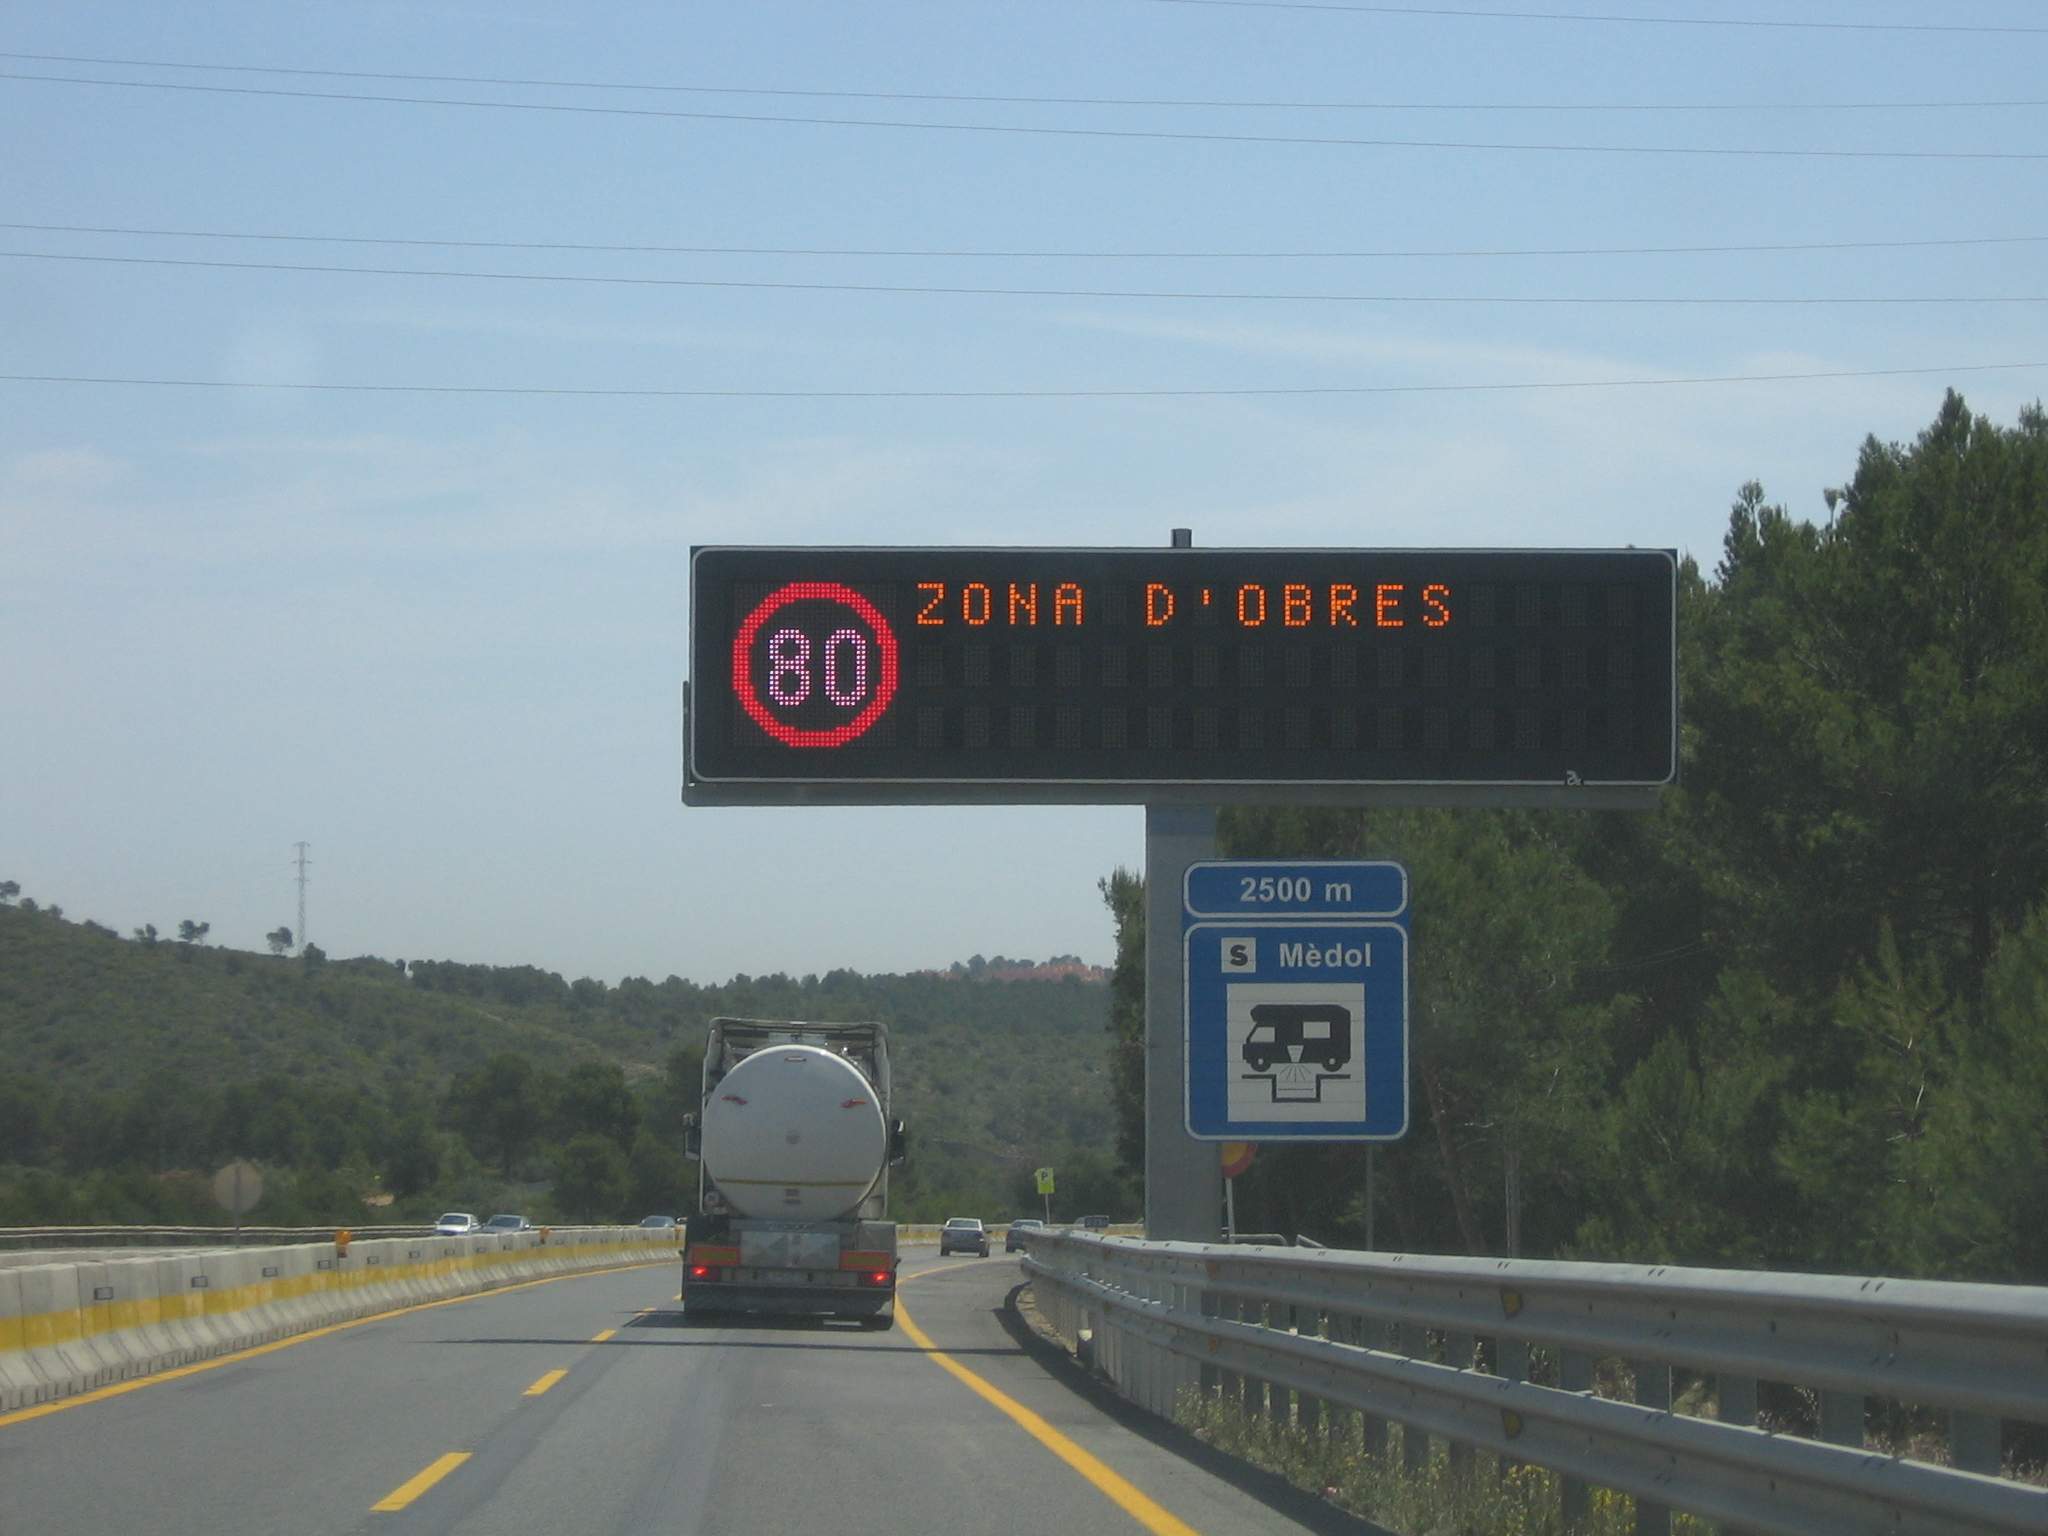 80
ZONA D'OBRES
2500 m
S Mèdol
P